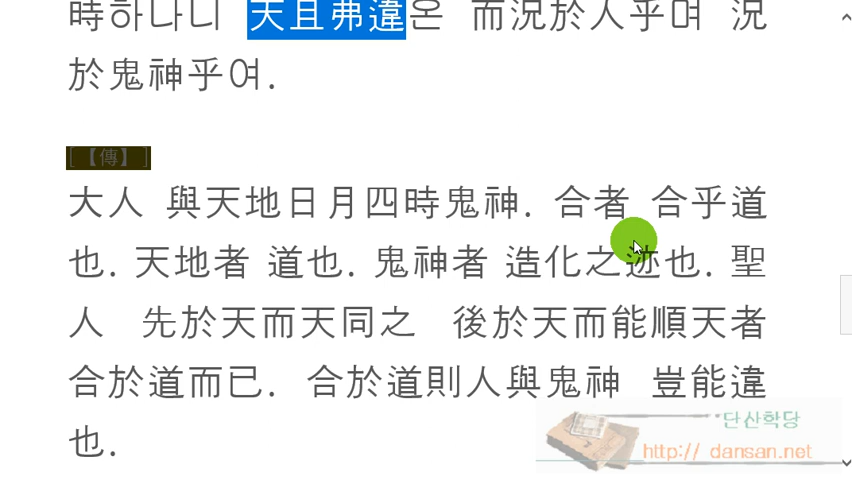 時하나니 天且弗違온 而況於人乎며 況
於鬼神乎여.
[【傳】]
大人 與天地日月四時鬼神. 合者 合乎道
也. 天地者 道也. 鬼神者 造化之迹也. 聖
人 先於天而天同之 後於天而能順天者
合於道而已. 合於道則人與鬼神 豈能違
也.
단산학당
http:// dansan.net